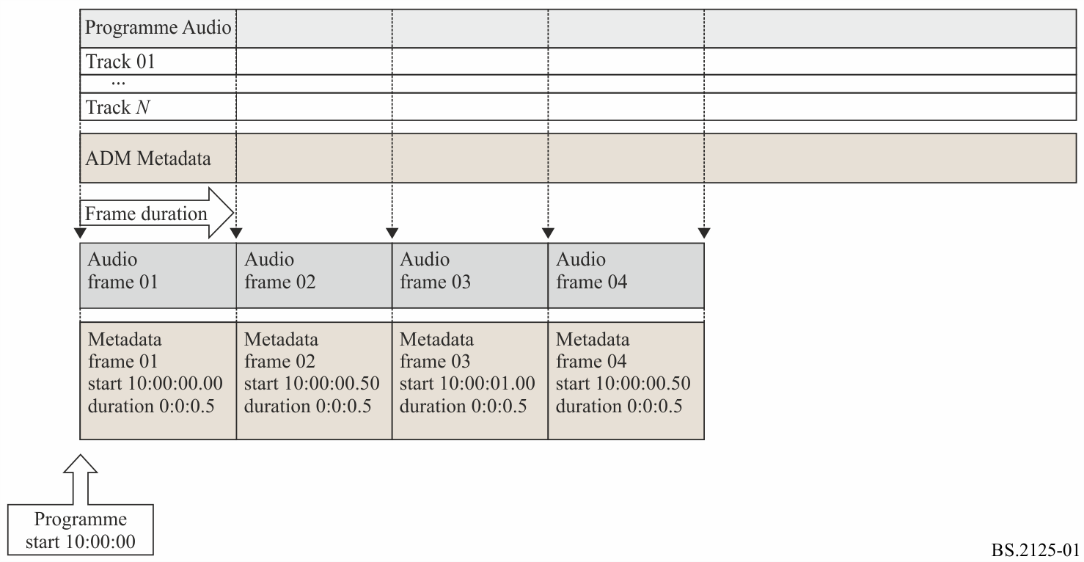 Programme Audio
Track 01
...
Track N
ADM Metadata
Frame duration
Audio
frame 01
Audio
frame 02
Audio
frame 03
Audio
frame 04
Metadata
frame 01
start 10:00:00.00
duration 0:0:0.5
Metadata
frame 02
start 10:00:00.50
duration 0:0:0.5
Metadata
frame 03
start 10:00:01.00
duration 0:0:0.5
Metadata
frame 04
start 10:00:00.50
duration 0:0:0.5
Programme
start 10:00:00
BS.2125-01